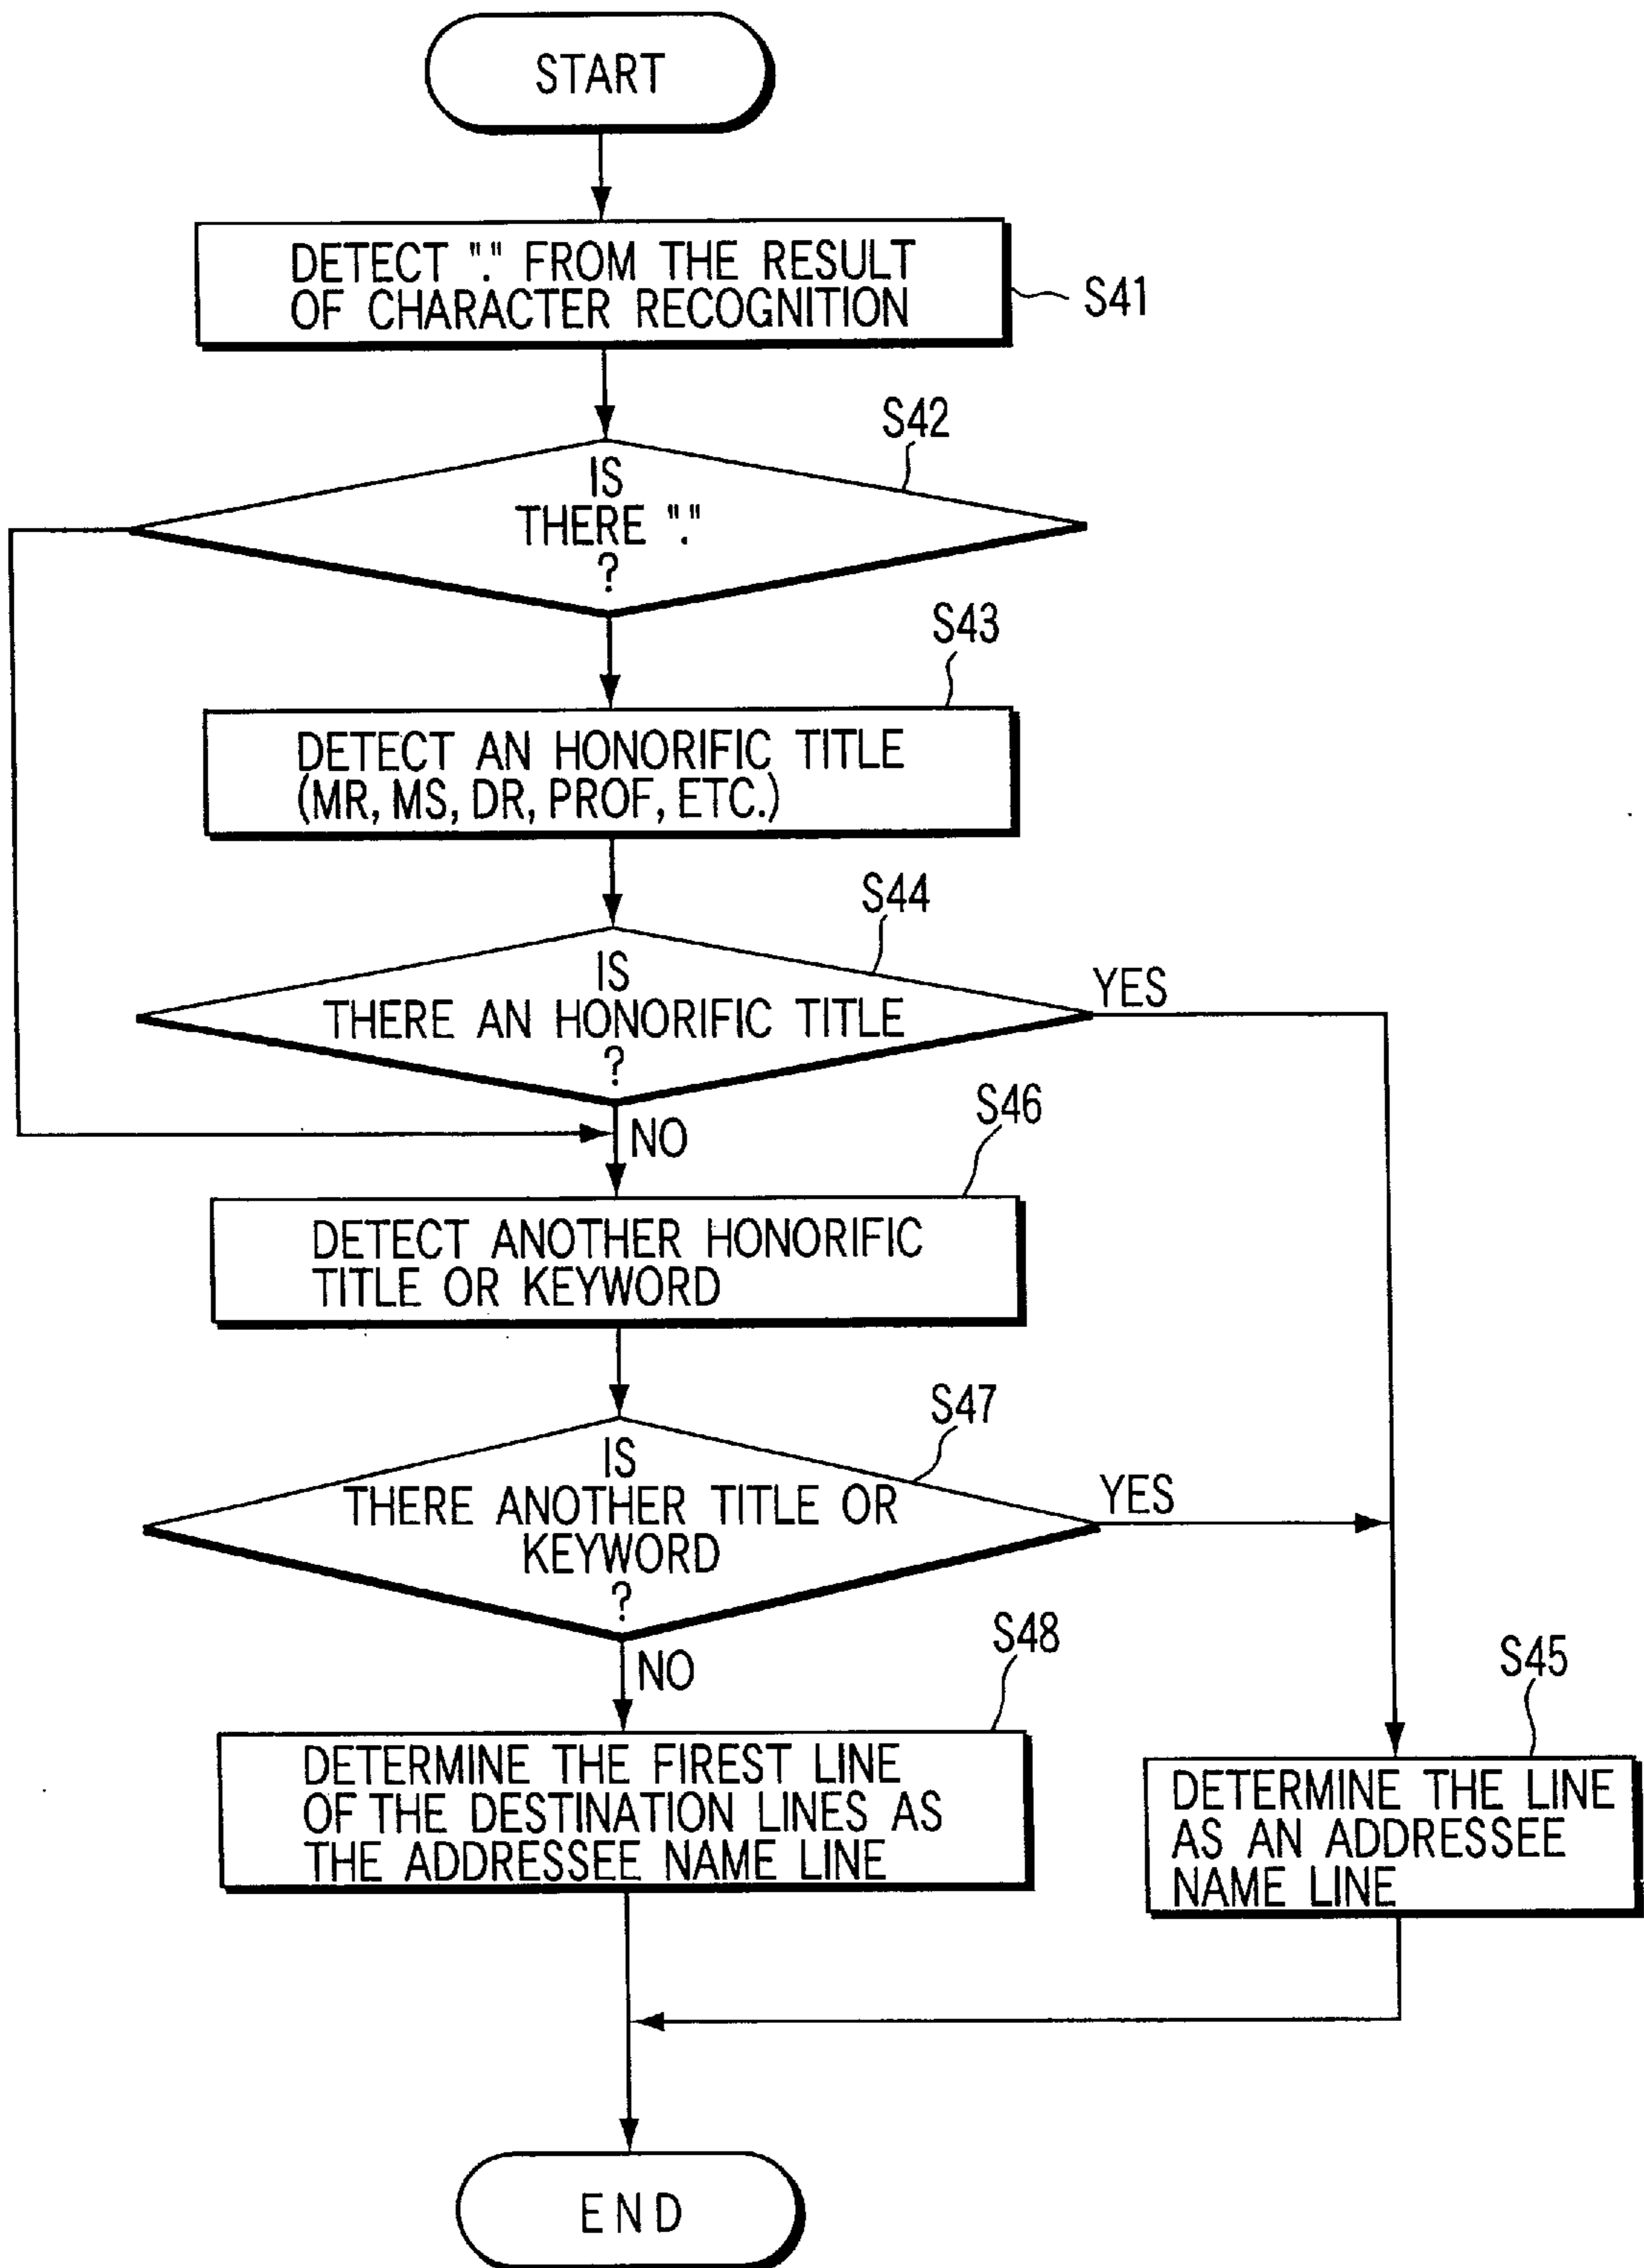 START
DETECT "." FROM THE RESULT
OF CHARACTER RECOGNITION
S41
S42
IS
THERE "."
?
S43
DETECT AN HONORIFIC TITLE
(MR, MS, DR, PROF, ETC.)
S44
IS
THERE AN HONORIFIC TITLE
?
YES
NO
S46
DETECT ANOTHER HONORIFIC
TITLE OR KEYWORD
S47
IS
THERE ANOTHER TITLE OR
KEYWORD
?
YES
NO
S48
DETERMINE THE FIREST LINE
OF THE DESTINATION LINES AS
THE ADDRESSEE NAME LINE
S45
DETERMINE THE LINE
AS AN ADDRESSEE
NAME LINE
END